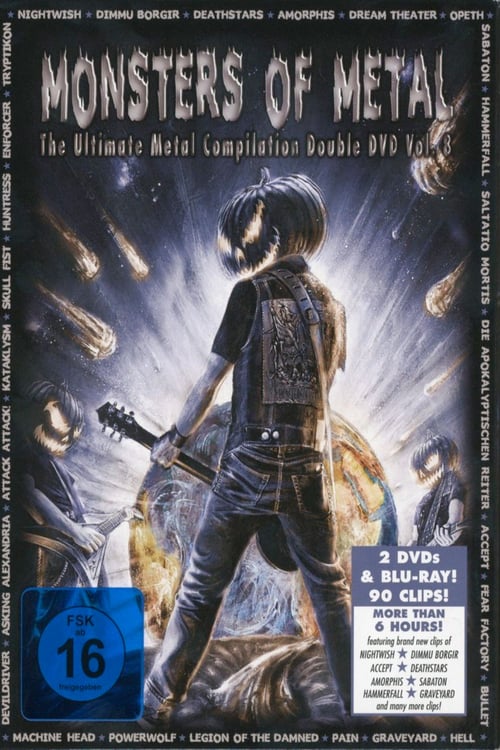 ★ NIGHTWISH ★ DIMMU BORGIR ★ DEATHSTARS ★ AMORPHIS ★ DREAM THEATER ★ OPETH ★
SABATON ★ HAMMERFALL ★ SALTATIO MORTIS ★ DIE APOKALYPTISCHEN REITER ★ ACCEPT ★ FEAR FACTORY ★ BULLET
DEVILDRIVER ★ ASKING ALEXANDRIA ★ ATTACK ATTACK! ★ KATAKLYSM ★ SKULL FIST ★ HUNTRESS ★ ENFORCER ★ TRYPTIKON
MONSTERS OF METAL
The Ultimate Metal Compilation Double DVD Vol. 8
2 DVDs
& BLU-RAY!
90 CLIPS!
MORE THAN
6 HOURS!
featuring brand new clips of
NIGHTWISH ★ DIMMU BORGIR
ACCEPT ★ DEATHSTARS
AMORPHIS ★ SABATON
HAMMERFALL ★ GRAVEYARD
and many more clips!
FSK
ab
16
freigegeben
★ MACHINE HEAD ★ POWERWOLF ★ LEGION OF THE DAMNED ★ PAIN ★ GRAVEYARD ★ HELL ★